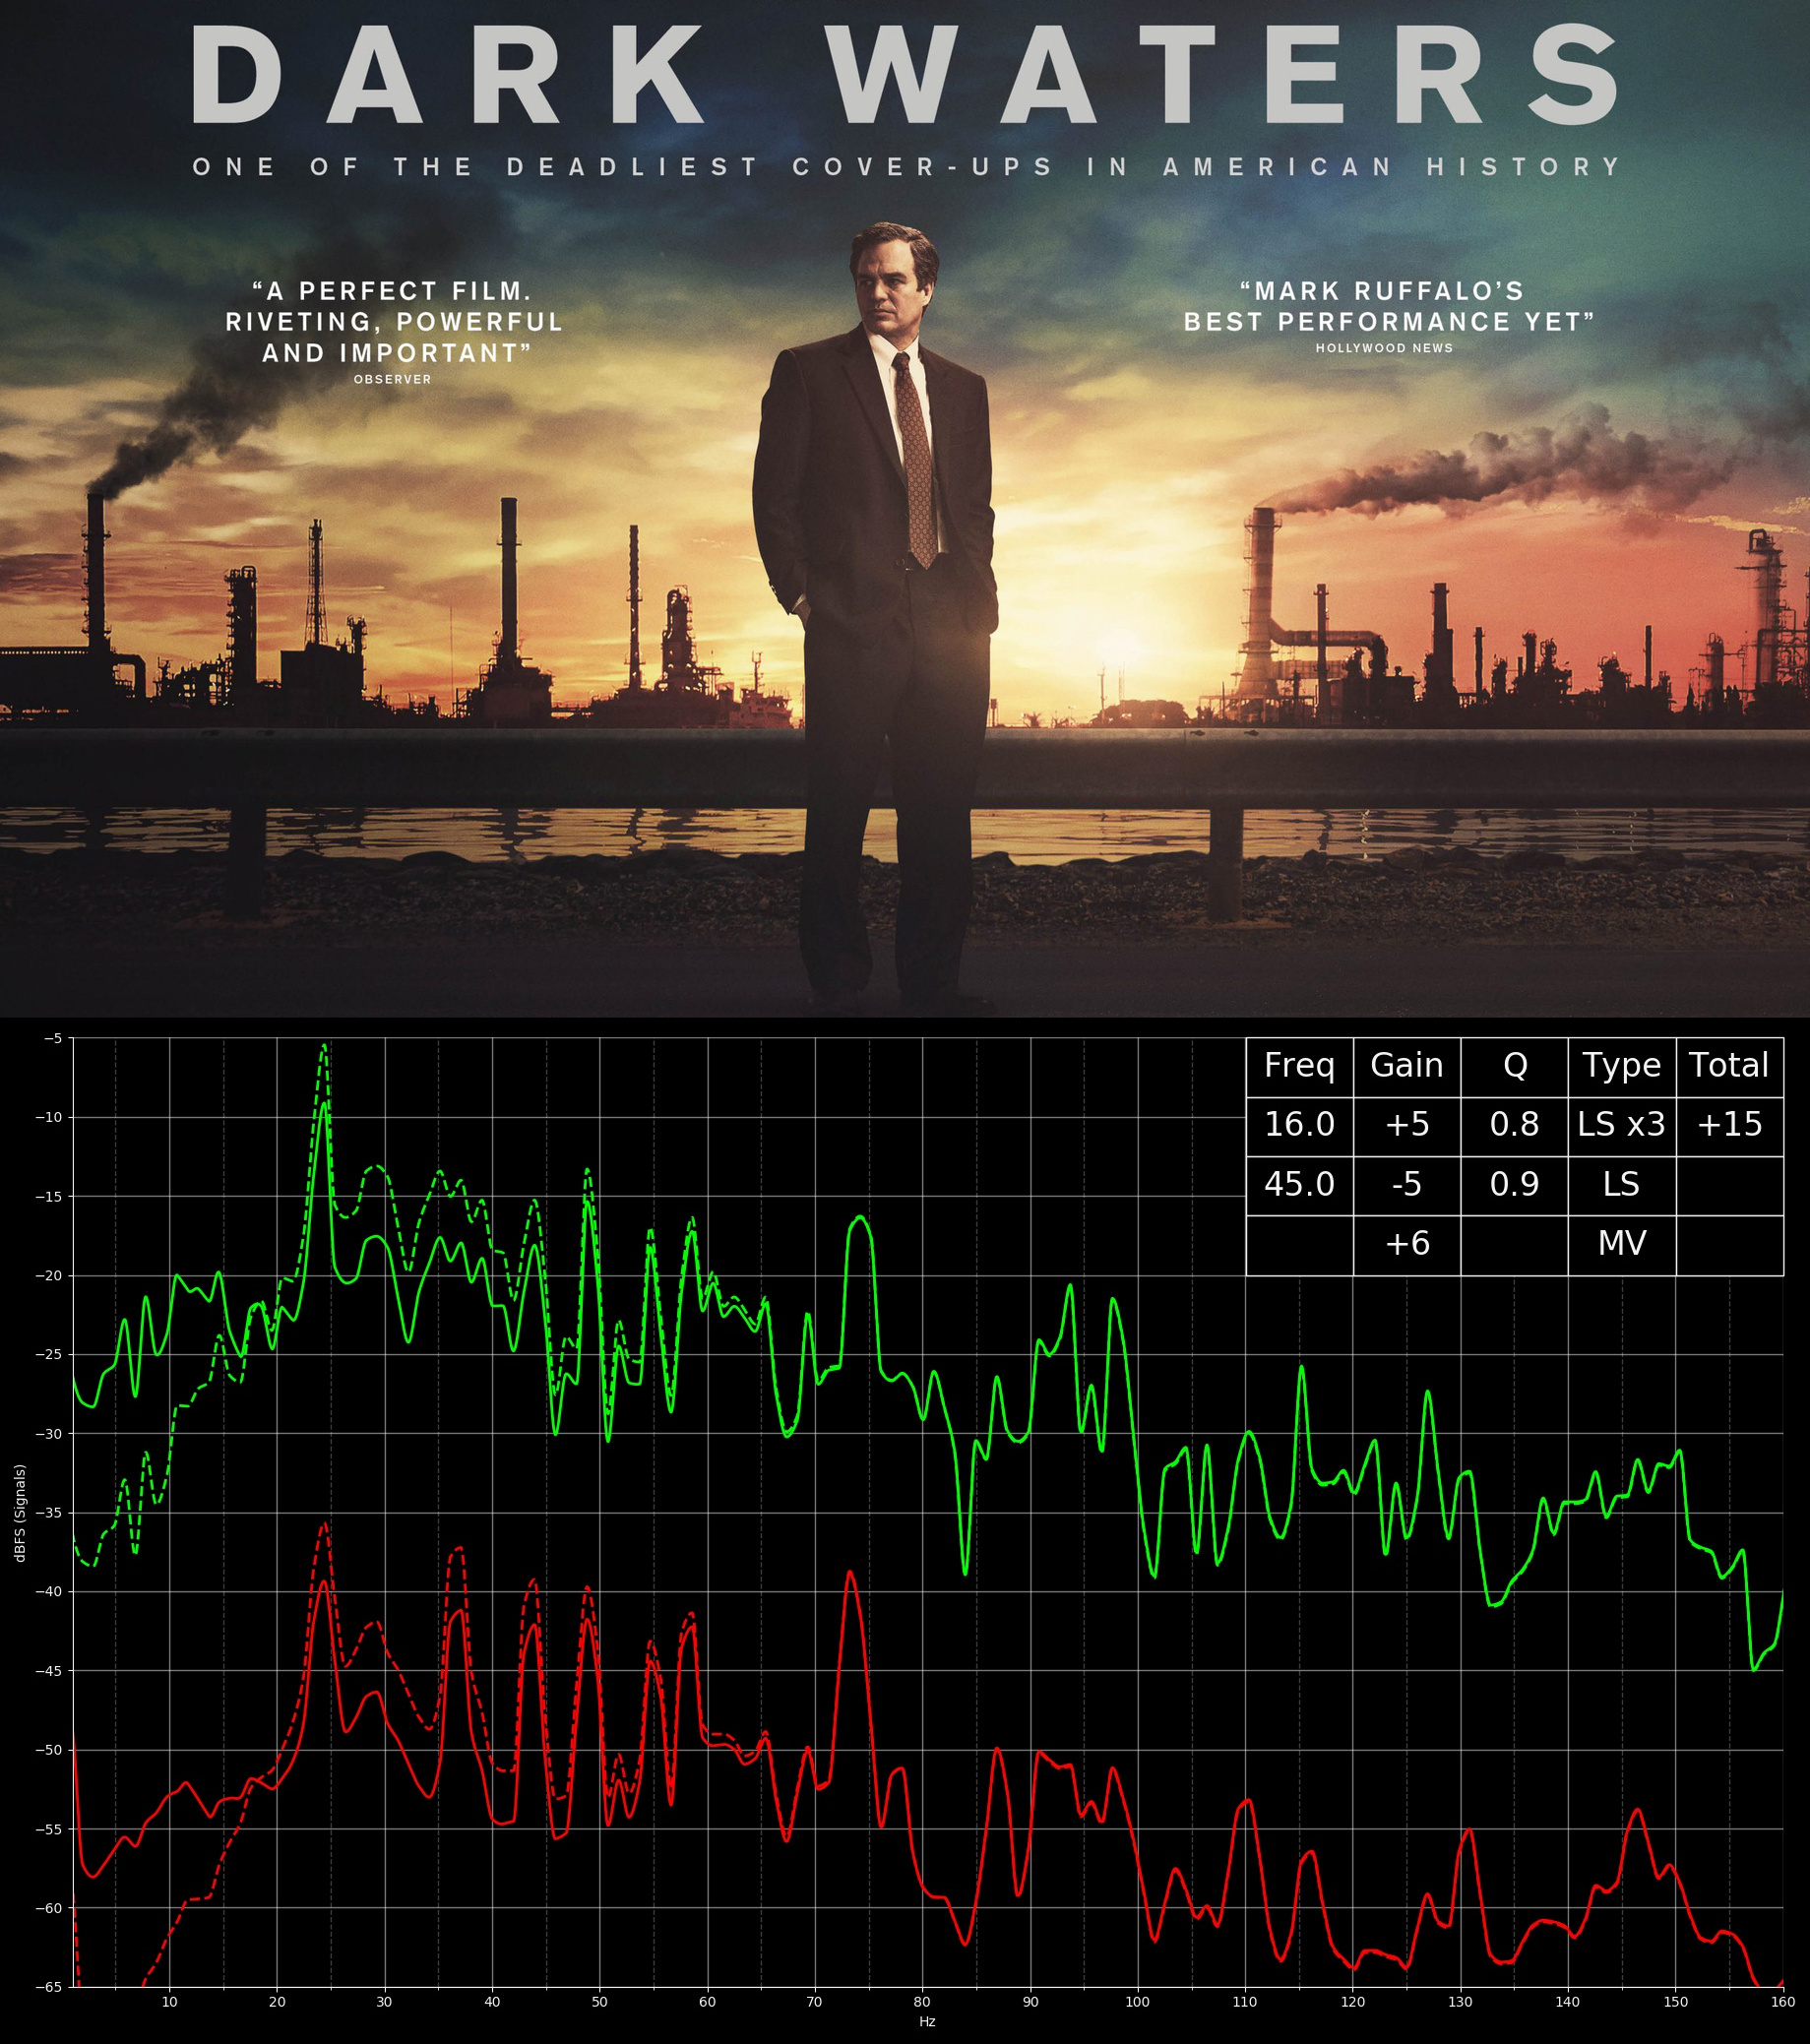 DARK WATERS
ONE OF THE DEADLIEST COVER-UPS IN AMERICAN HISTORY
“A PERFECT FILM.
RIVETING, POWERFUL
AND IMPORTANT”
OBSERVER
“MARK RUFFALO’S
BEST PERFORMANCE YET”
HOLLYWOOD NEWS
Freq Gain Q Type Total
16.0 +5 0.8 LS x3 +15
45.0 -5 0.9 LS
+6 MV
−5
−10
−15
−20
−25
−30
−35
−40
−45
−50
−55
−60
−65
dBFS (Signals)
10 20 30 40 50 60 70 80 90 100 110 120 130 140 150 160
Hz